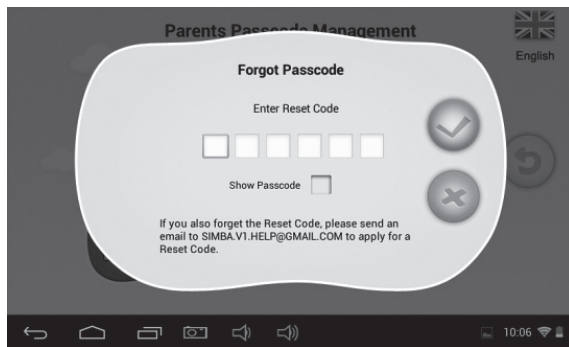 Parents Passcode Management
English
Forgot Passcode
Enter Reset Code
Show Passcode
If you also forget the Reset Code, please send an
email to SIMBA.V1.HELP@GMAIL.COM to apply for a
Reset Code.
10:06